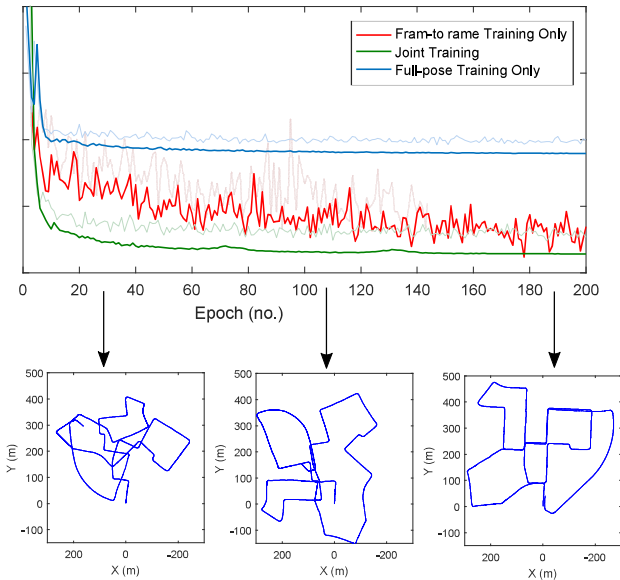 Fram-to rame Training Only
Joint Training
Full-pose Training Only
0 20 40 60 80 100 120 140 160 180 200
Epoch (no.)
500
400
300
200
100
0
-100
Y (m)
200 0 -200
X (m)
500
400
300
200
100
0
-100
Y (m)
200 0 -200
X (m)
500
400
300
200
100
0
-100
Y (m)
200 0 -200
X (m)